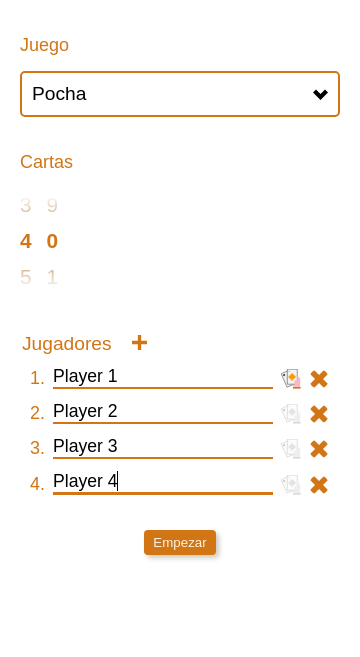 Juego
Pocha
Cartas
3 9
4 0
5 1
Jugadores +
1. Player 1
2. Player 2
3. Player 3
4. Player 4
Empezar